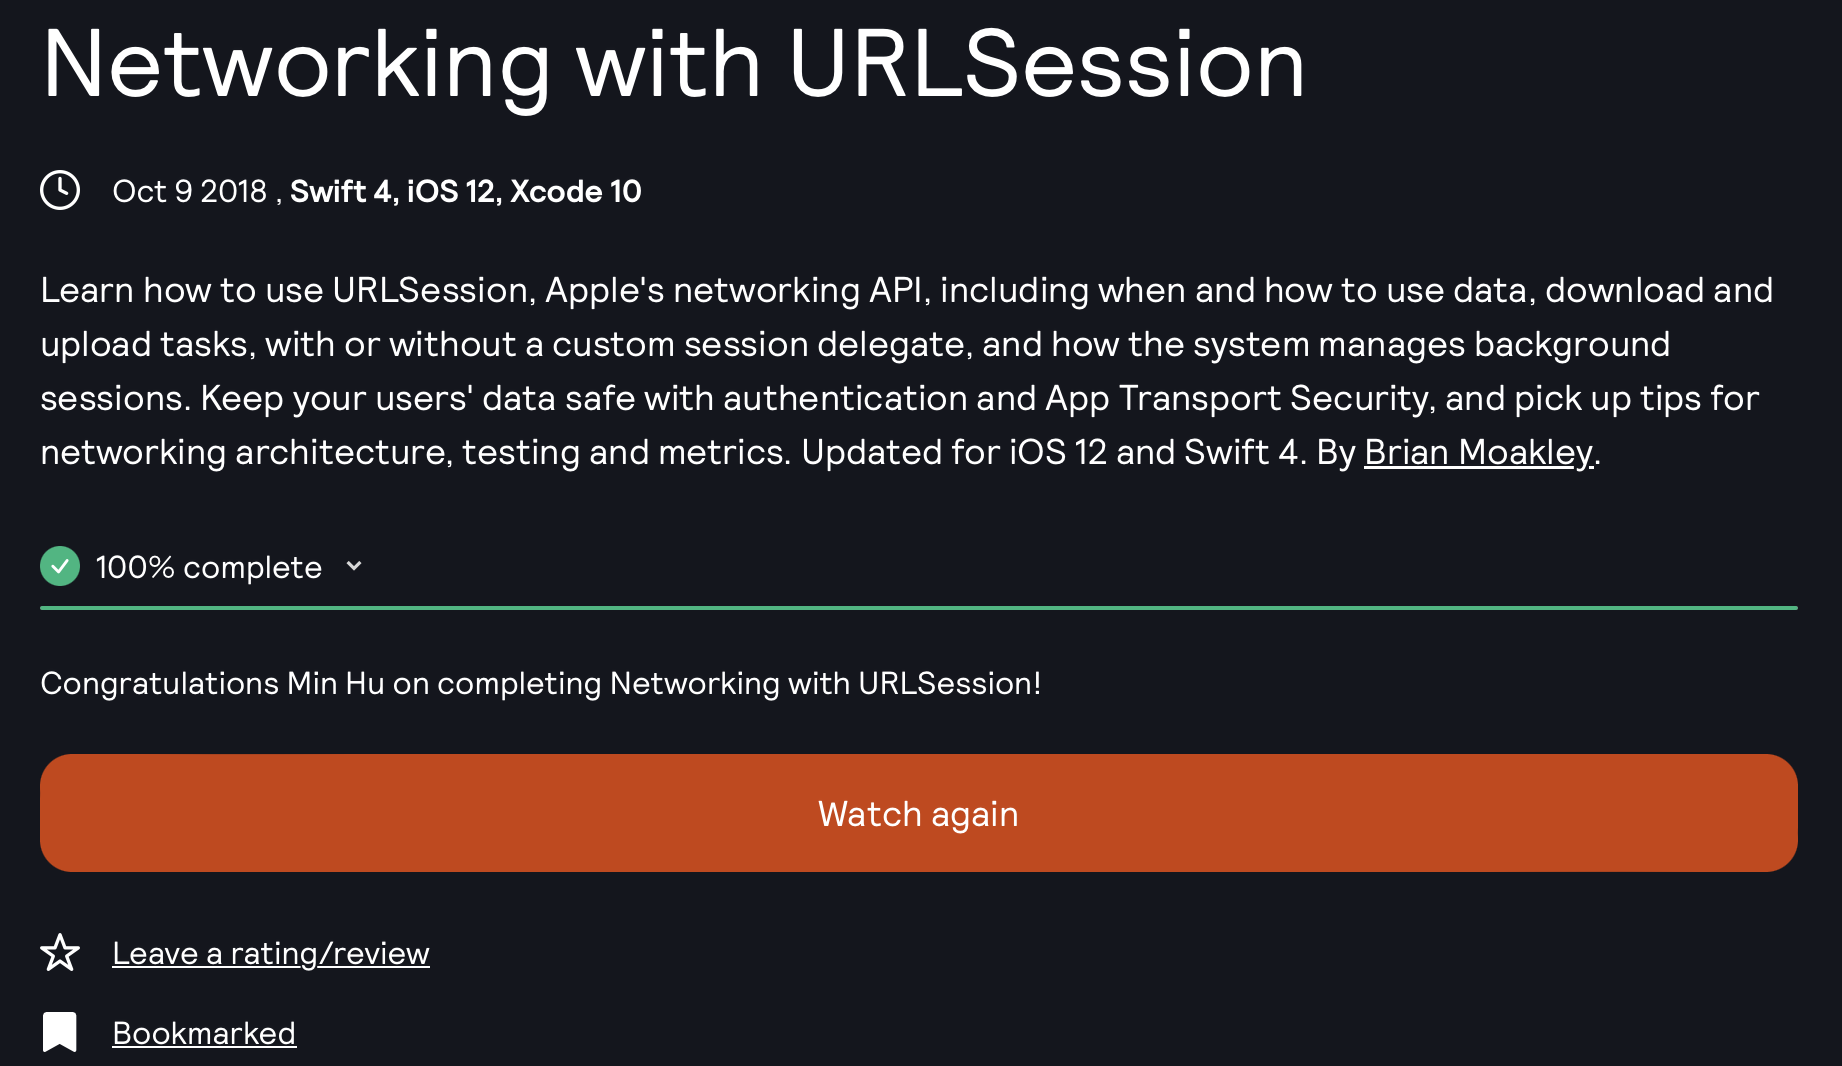 Networking with URLSession
Oct 9 2018 , Swift 4, iOS 12, Xcode 10
Learn how to use URLSession, Apple's networking API, including when and how to use data, download and
upload tasks, with or without a custom session delegate, and how the system manages background
sessions. Keep your users' data safe with authentication and App Transport Security, and pick up tips for
networking architecture, testing and metrics. Updated for iOS 12 and Swift 4. By Brian Moakley.
100% complete
Congratulations Min Hu on completing Networking with URLSession!
Watch again
Leave a rating/review
Bookmarked